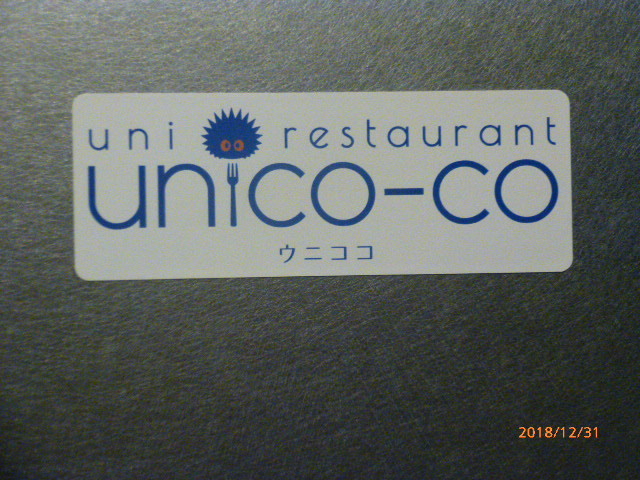 uni restaurant
unico-co
ウニココ
2018/12/31